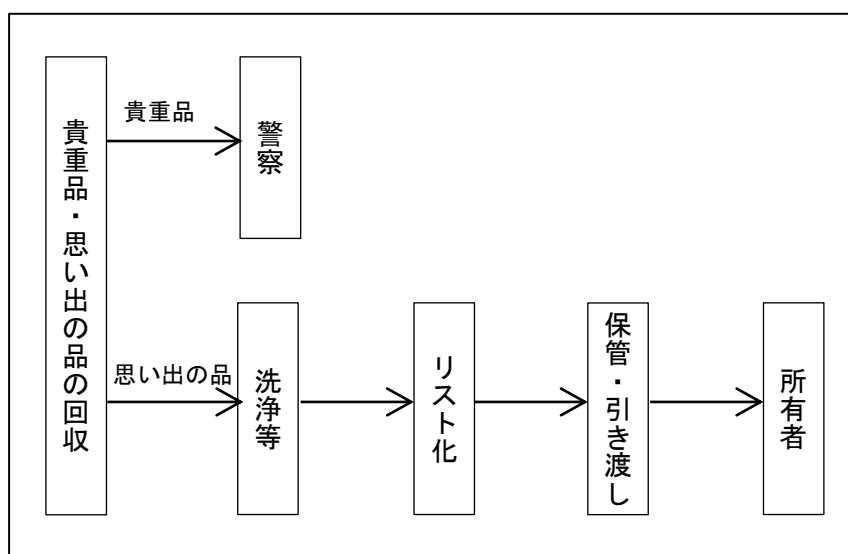 貴重品・思い出の品の回収
貴重品
警察
思い出の品
洗浄等
リスト化
保管・引き渡し
所有者